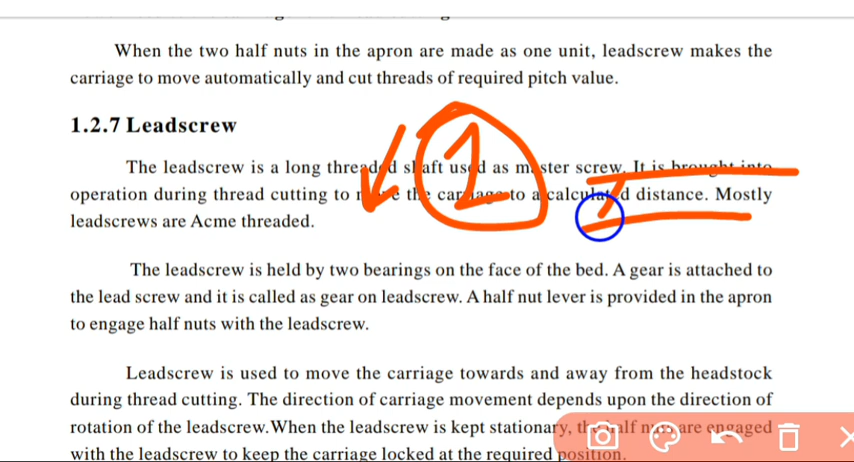 When the two half nuts in the apron are made as one unit, leadscrew makes the
carriage to move automatically and cut threads of required pitch value.
1.2.7 Leadscrew
The leadscrew is a long threaded shaft used as master screw. It is brought into
operation during thread cutting to the carriage to a calculated distance. Mostly
leadscrews are Acme threaded.
1
The leadscrew is held by two bearings on the face of the bed. A gear is attached to
the lead screw and it is called as gear on leadscrew. A half nut lever is provided in the apron
to engage half nuts with the leadscrew.
Leadscrew is used to move the carriage towards and away from the headstock
during thread cutting. The direction of carriage movement depends upon the direction of
rotation of the leadscrew.When the leadscrew is kept stationary, the half nuts are engaged
with the leadscrew to keep the carriage locked at the required position.